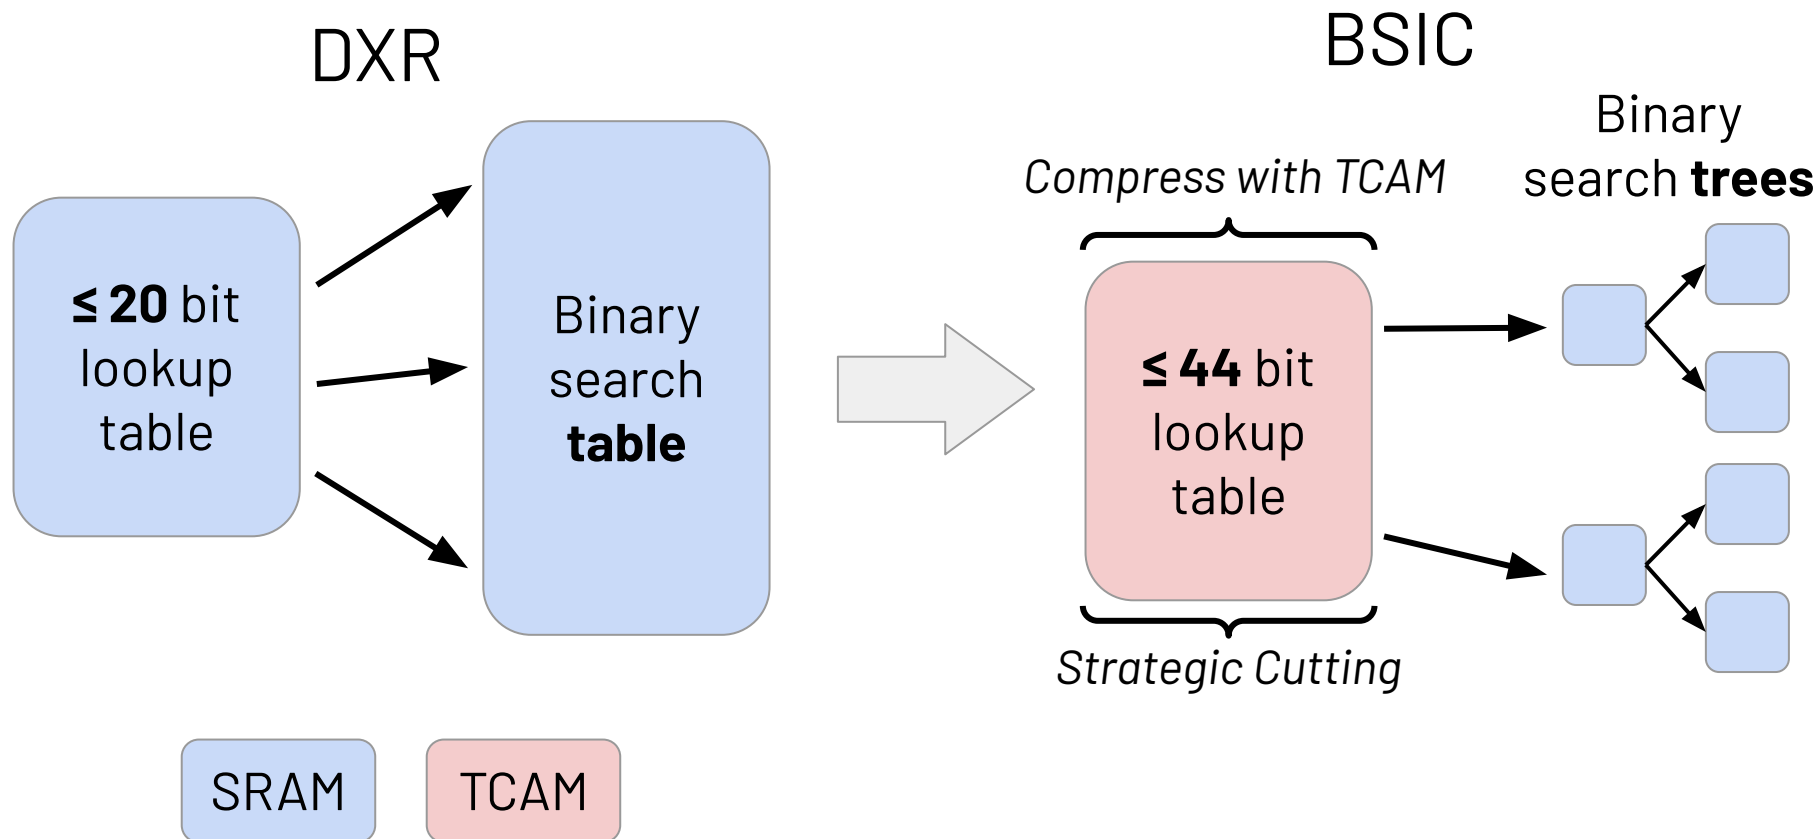 DXR
≤ 20 bit
lookup
table
Binary
search
table
BSIC
Compress with TCAM
≤ 44 bit
lookup
table
Strategic Cutting
Binary
search trees
SRAM
TCAM